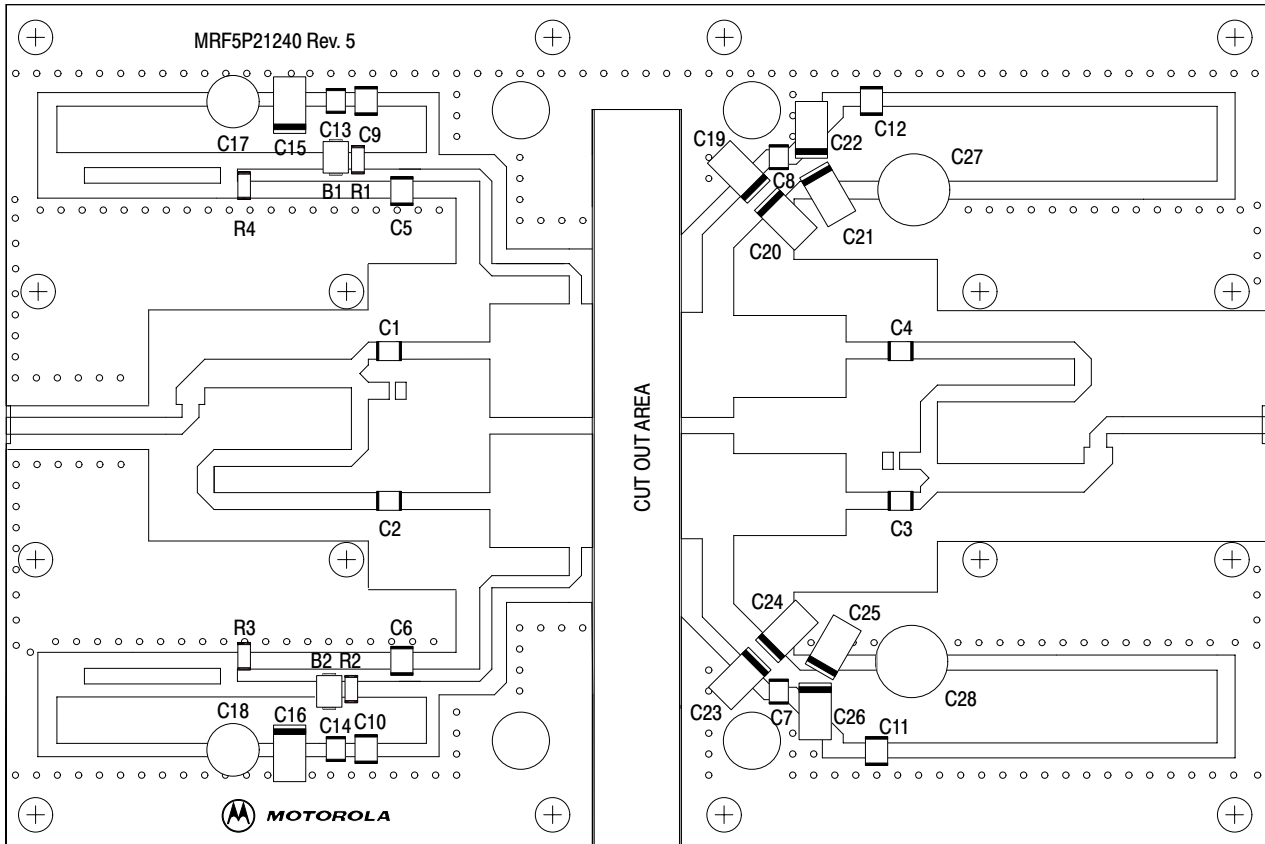 MRF5P21240 Rev. 5
C17
C15
C13
C9
B1
R1
R4
C5
C19
C8
C22
C12
C27
C20
C21
C1
C4
CUT OUT AREA
C2
C3
R3
B2
R2
C6
C18
C16
C14
C10
C24
C25
C23
C7
C26
C11
C28
MOTOROLA